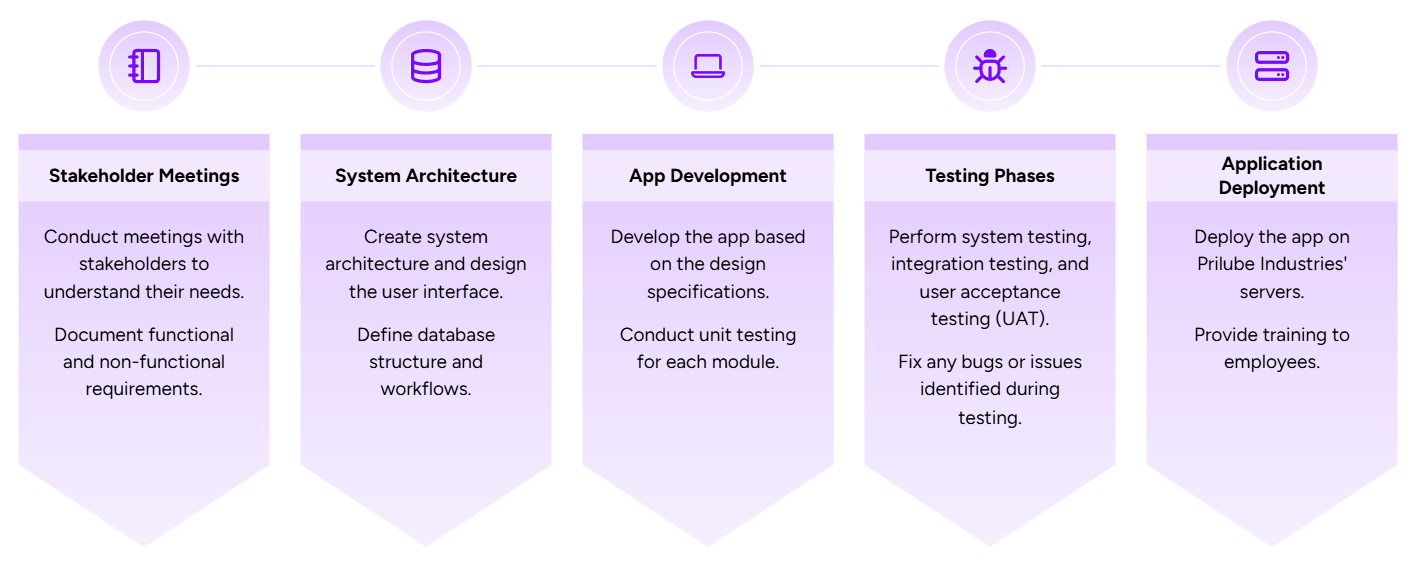 Stakeholder Meetings
Conduct meetings with
stakeholders to
understand their needs.
Document functional
and non-functional
requirements.
System Architecture
Create system
architecture and design
the user interface.
Define database
structure and
workflows.
App Development
Develop the app based
on the design
specifications.
Conduct unit testing
for each module.
Testing Phases
Perform system testing,
integration testing, and
user acceptance
testing (UAT).
Fix any bugs or issues
identified during
testing.
Application
Deployment
Deploy the app on
Prilube Industries'
servers.
Provide training to
employees.